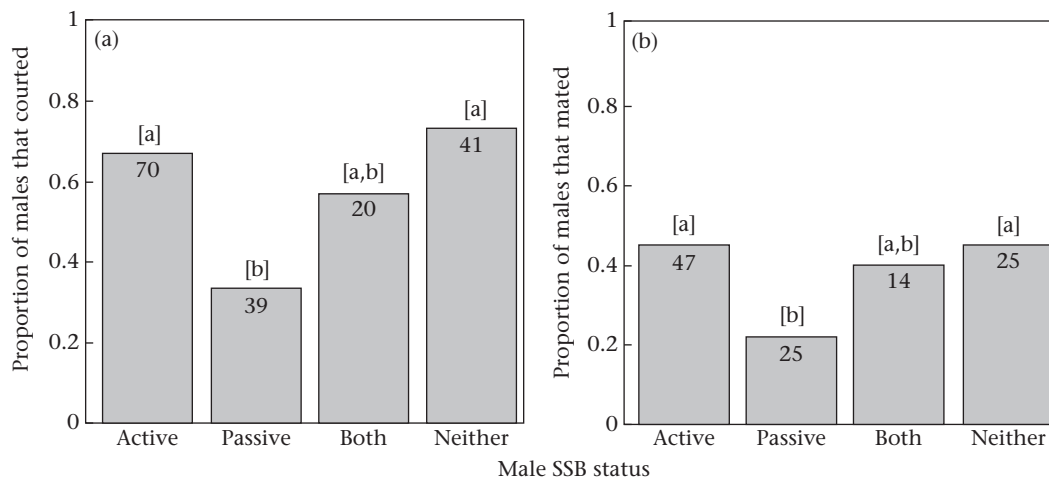 Proportion of males that courted
1
0.8
0.6
0.4
0.2
0
(a)
[a]
70
[b]
39
[a,b]
20
[a]
41
Active Passive Both Neither
Proportion of males that mated
1
0.8
0.6
0.4
0.2
0
(b)
[a]
47
[b]
25
[a,b]
14
[a]
25
Active Passive Both Neither
Male SSB status